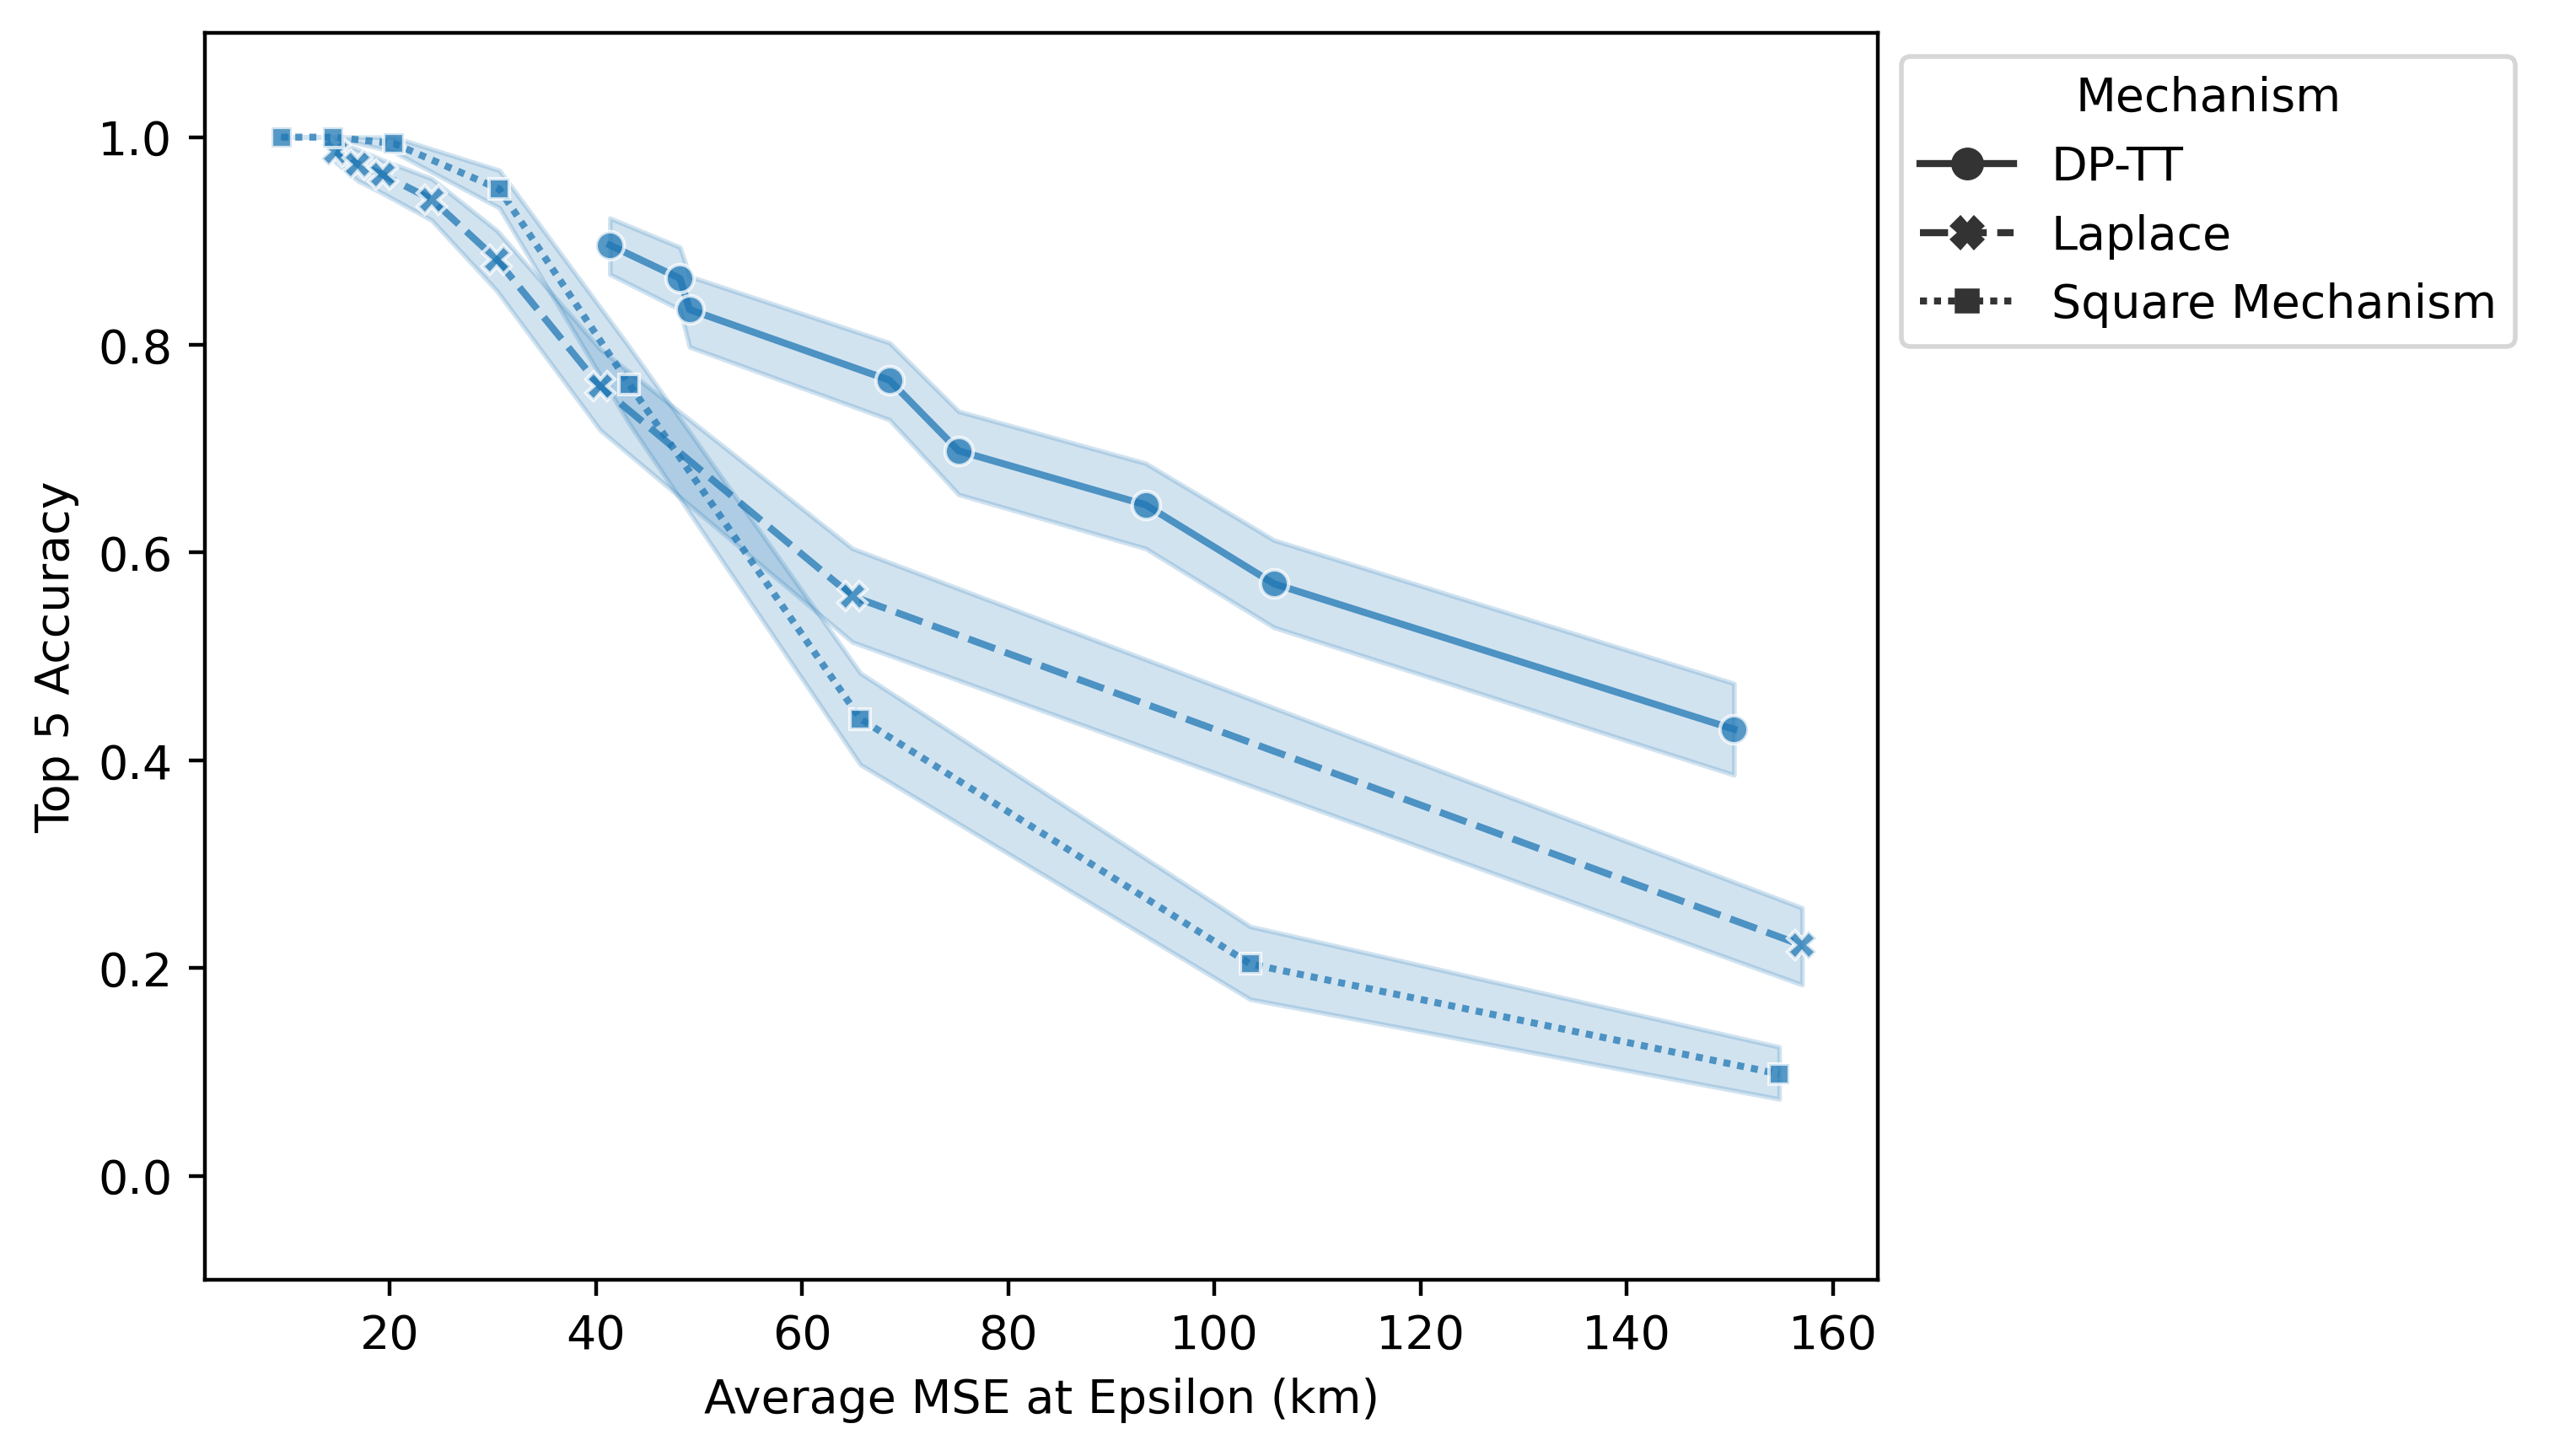 Mechanism
DP-TT
Laplace
Square Mechanism
Top 5 Accuracy
1.0
0.8
0.6
0.4
0.2
0.0
20 40 60 80 100 120 140 160
Average MSE at Epsilon (km)